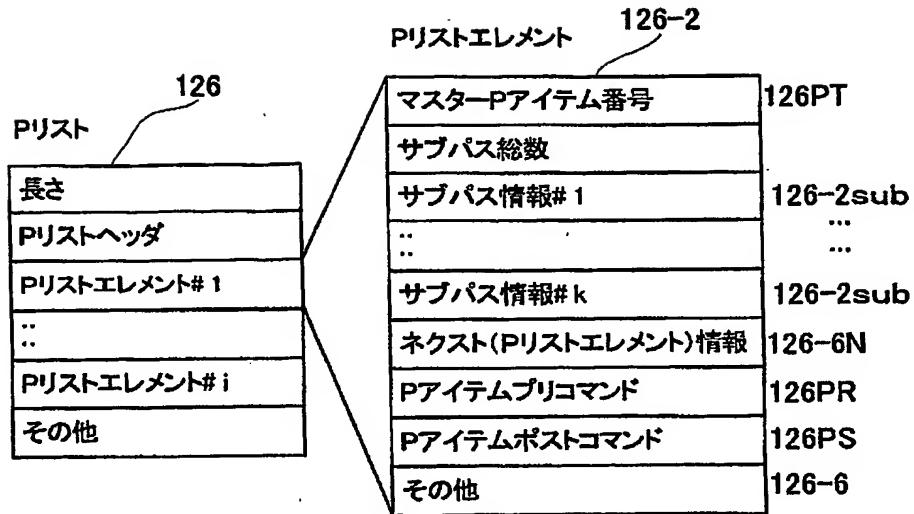 Pリスト
126
長さ
Pリストヘッダ
Pリストエレメント#1
::
Pリストエレメント#i
その他
Pリストエレメント
126-2
マスターPアイテム番号
126PT
サブパス総数
サブパス情報#1
126-2sub
::
...
...
サブパス情報#k
126-2sub
ネクスト(Pリストエレメント)情報
126-6N
Pアイテムプリコマンド
126PR
Pアイテムポストコマンド
126PS
その他
126-6